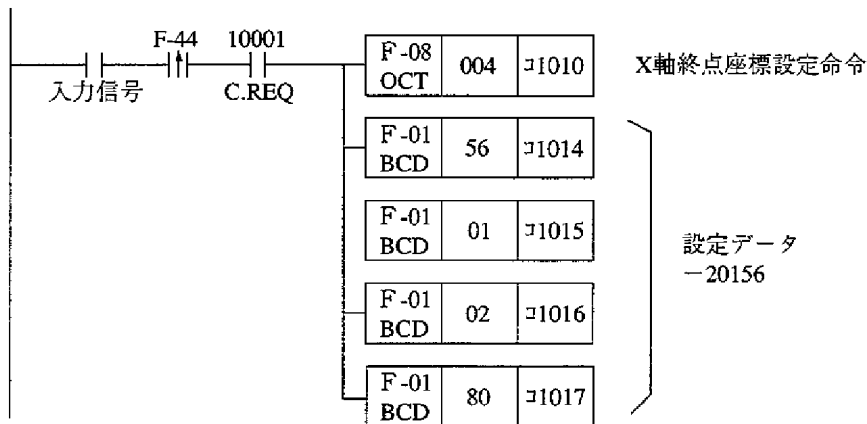 F-44 10001
入力信号 C.REQ
F-08 OCT 004 コ1010 X軸終点座標設定命令
F-01 BCD 56 コ1014
F-01 BCD 01 コ1015
設定データ
−20156
F-01 BCD 02 コ1016
F-01 BCD 80 コ1017